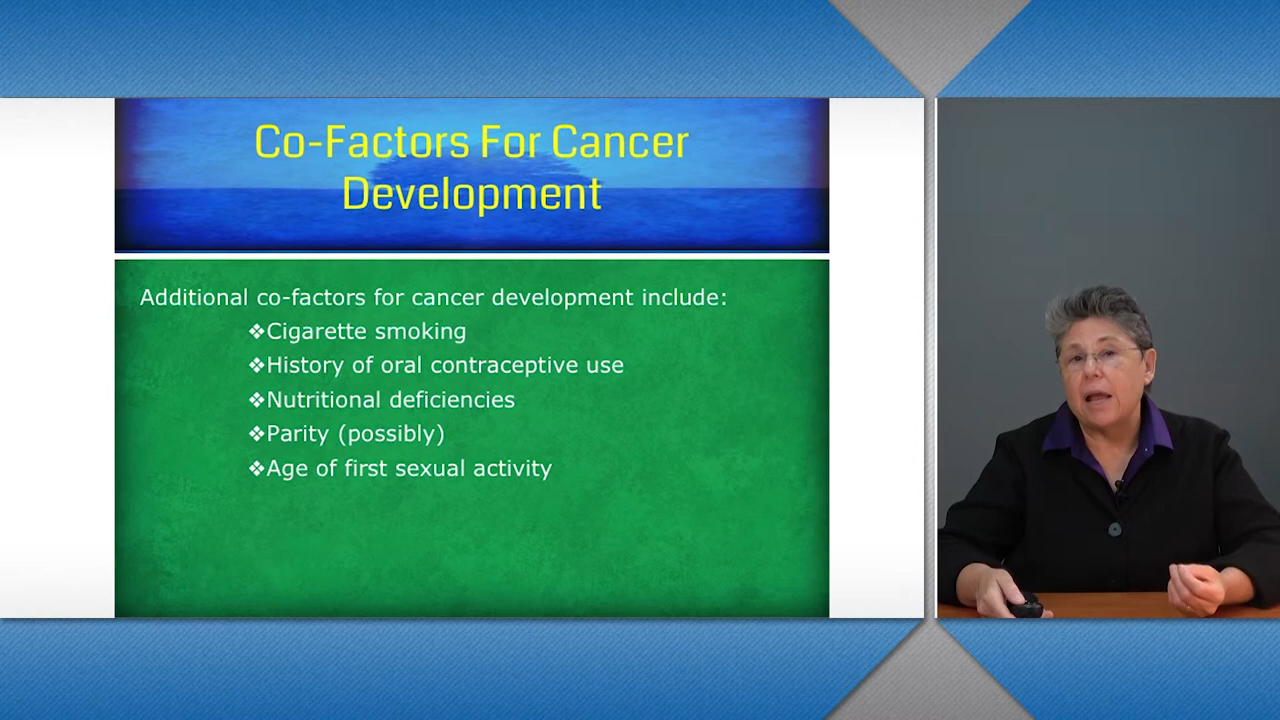 Co-Factors For Cancer
Development
Additional co-factors for cancer development include:
❖Cigarette smoking
❖History of oral contraceptive use
❖Nutritional deficiencies
❖Parity (possibly)
❖Age of first sexual activity